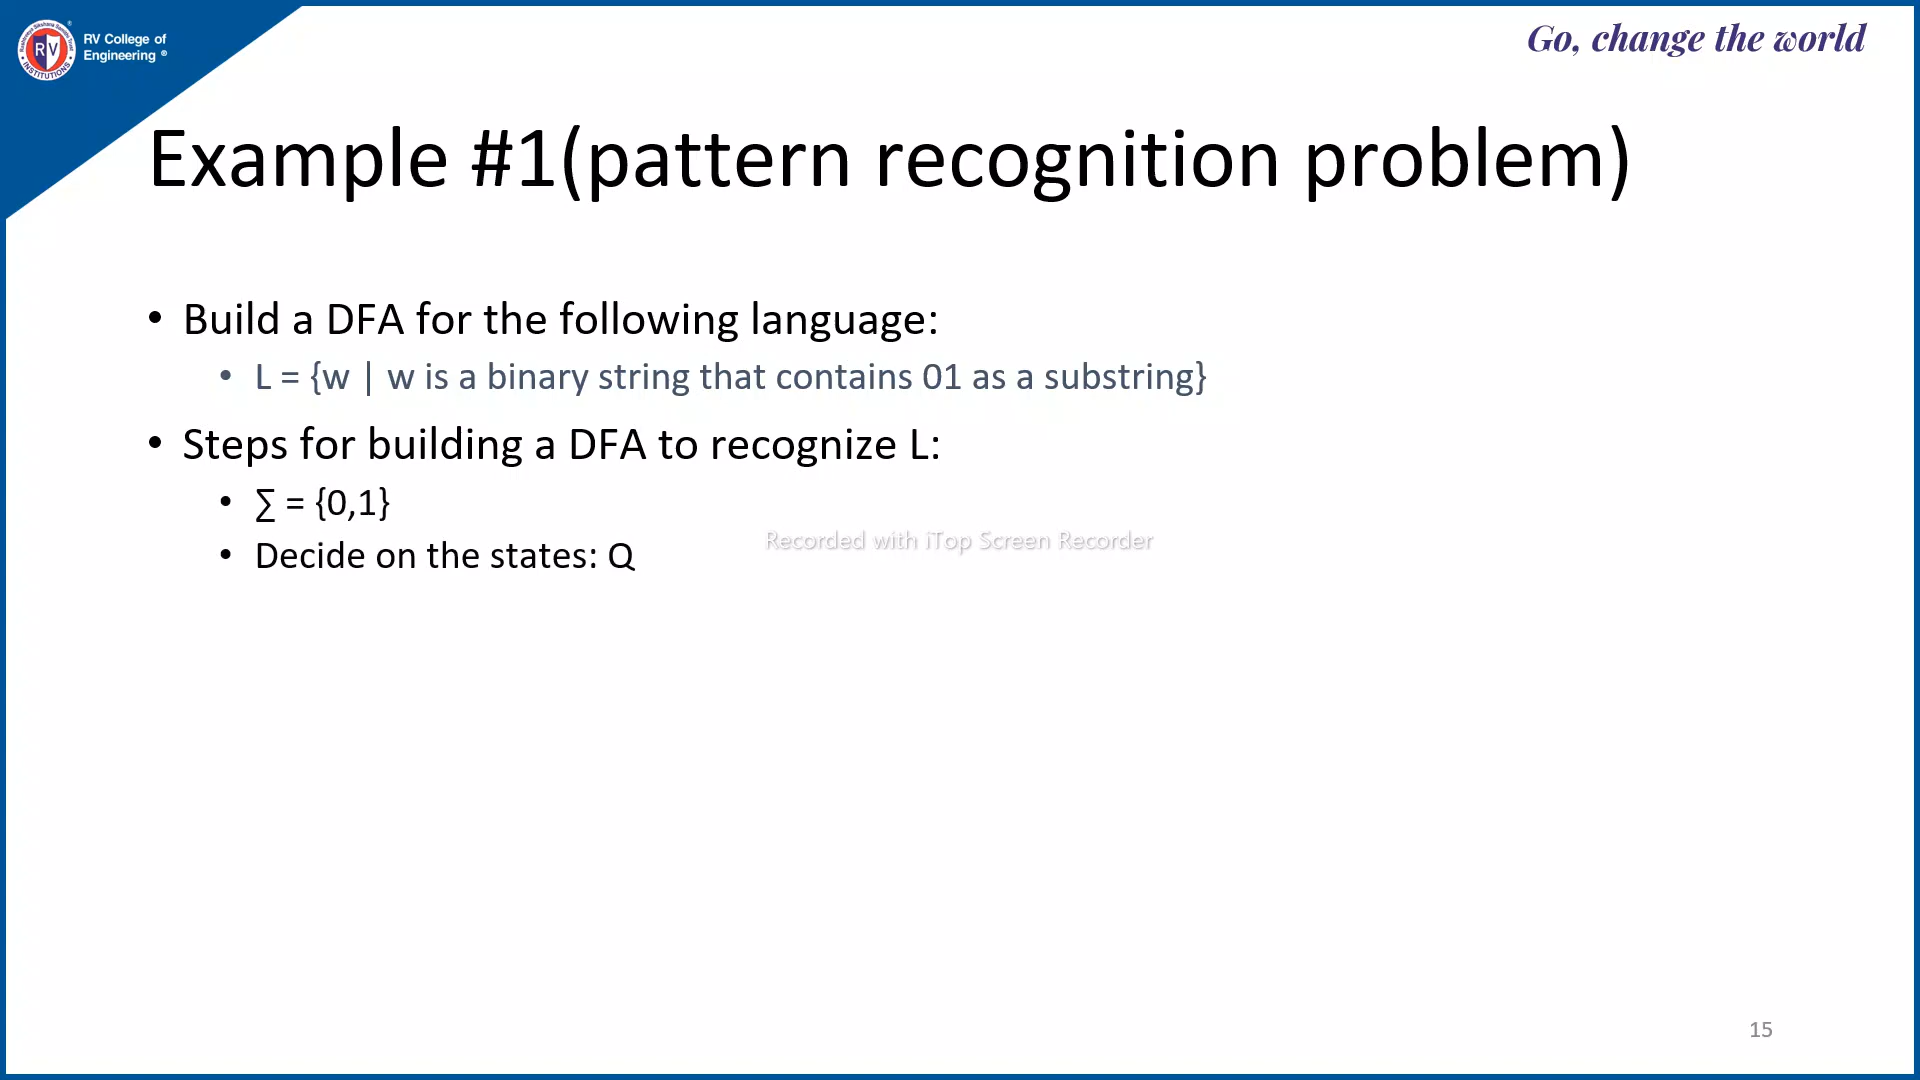 RV College of
Engineering ®
Go, change the world
Example #1(pattern recognition problem)
• Build a DFA for the following language:
• L = {w | w is a binary string that contains 01 as a substring}
• Steps for building a DFA to recognize L:
• ∑ = {0,1}
• Decide on the states: Q
Recorded with iTop Screen Recorder
15
RV
INSTITUTIONS